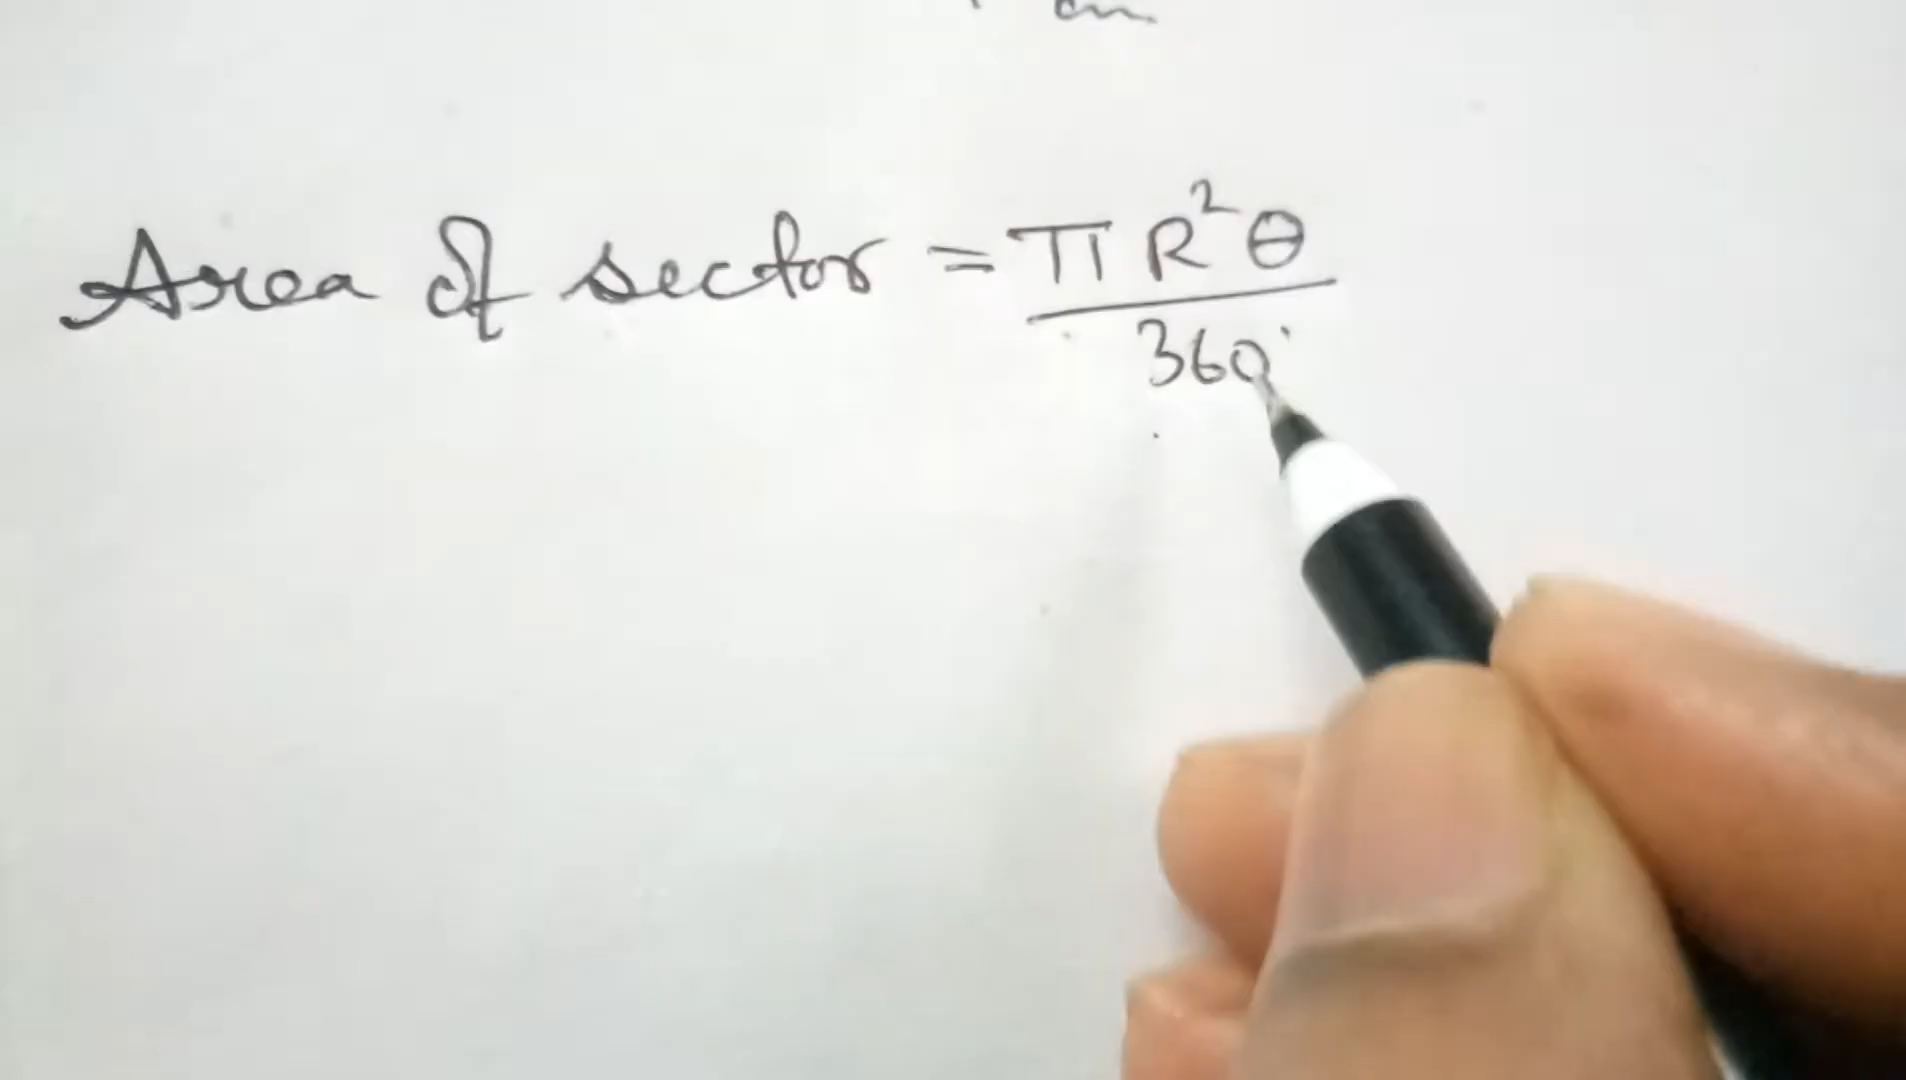 Area of sector = πR²θ
360°